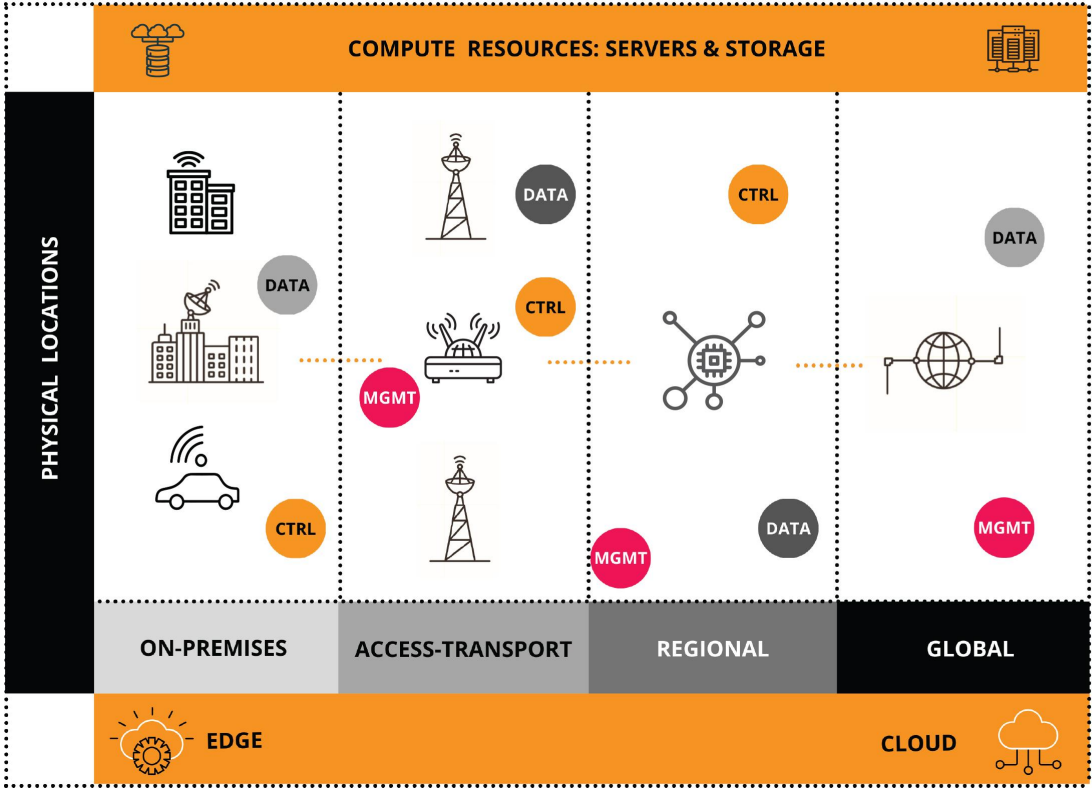 COMPUTE RESOURCES: SERVERS & STORAGE
PHYSICAL LOCATIONS
DATA
CTRL
DATA
CTRL
MGMT
CTRL
DATA
MGMT
DATA
MGMT
ON-PREMISES
ACCESS-TRANSPORT
REGIONAL
GLOBAL
EDGE
CLOUD